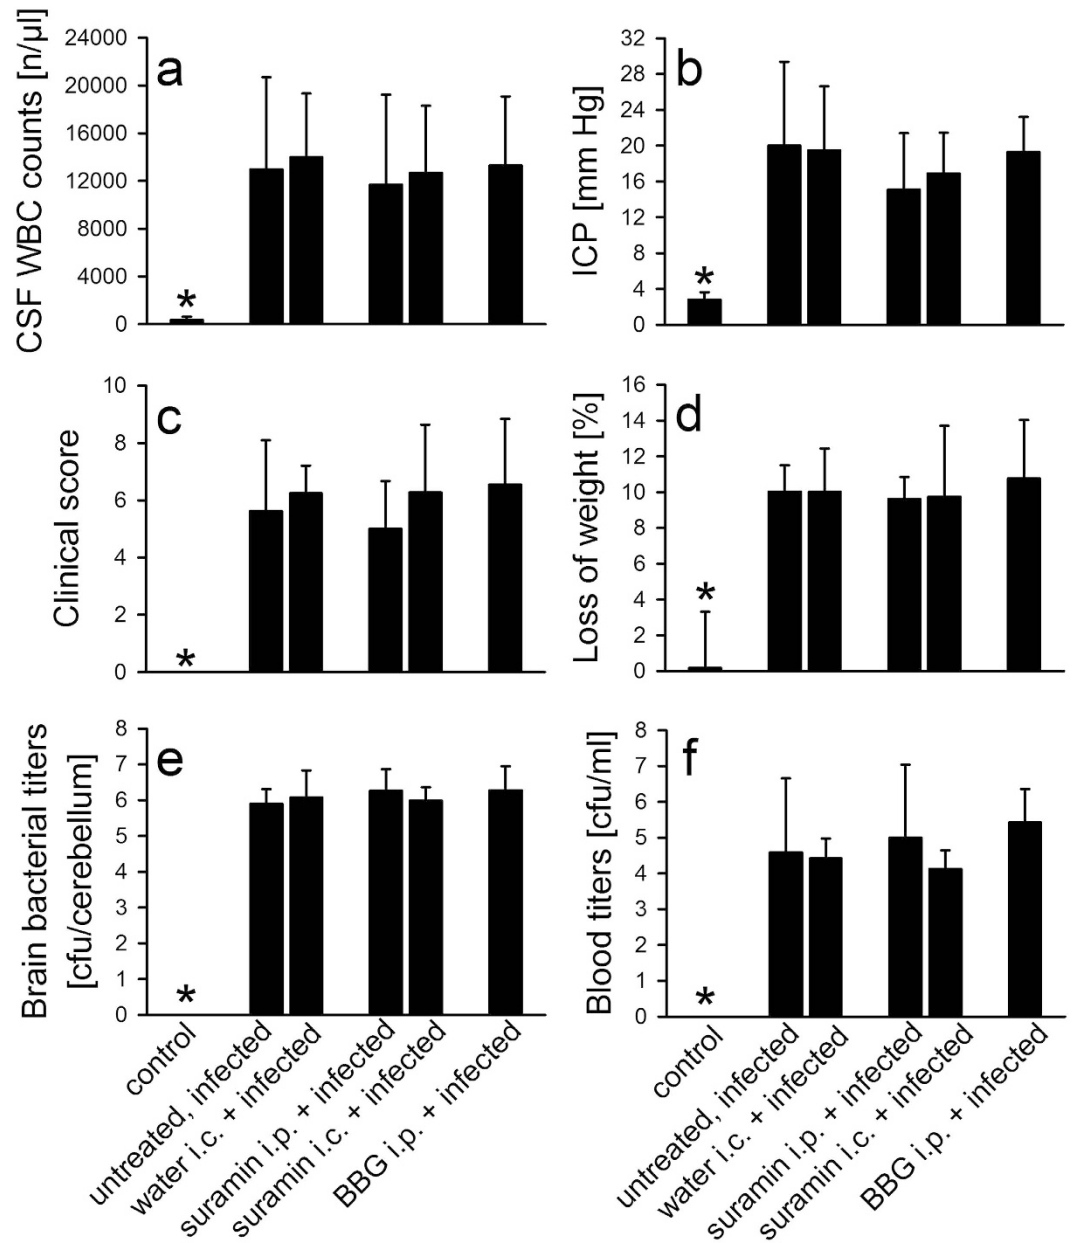 CSF WBC counts [n/µl]
24000
20000
16000
12000
8000
4000
0
a
*
ICP [mm Hg]
32
28
24
20
16
12
8
4
0
b
*
Clinical score
10
8
6
4
2
0
c
*
Loss of weight [%]
16
14
12
10
8
6
4
2
0
d
*
Brain bacterial titers
[cfu/cerebellum]
8
7
6
5
4
3
2
1
0
e
*
Blood titers [cfu/ml]
8
7
6
5
4
3
2
1
0
f
*
control
untreated, infected
water i.c. + infected
suramin i.p. + infected
suramin i.c. + infected
BBG i.p. + infected
control
untreated, infected
water i.c. + infected
suramin i.p. + infected
suramin i.c. + infected
BBG i.p. + infected